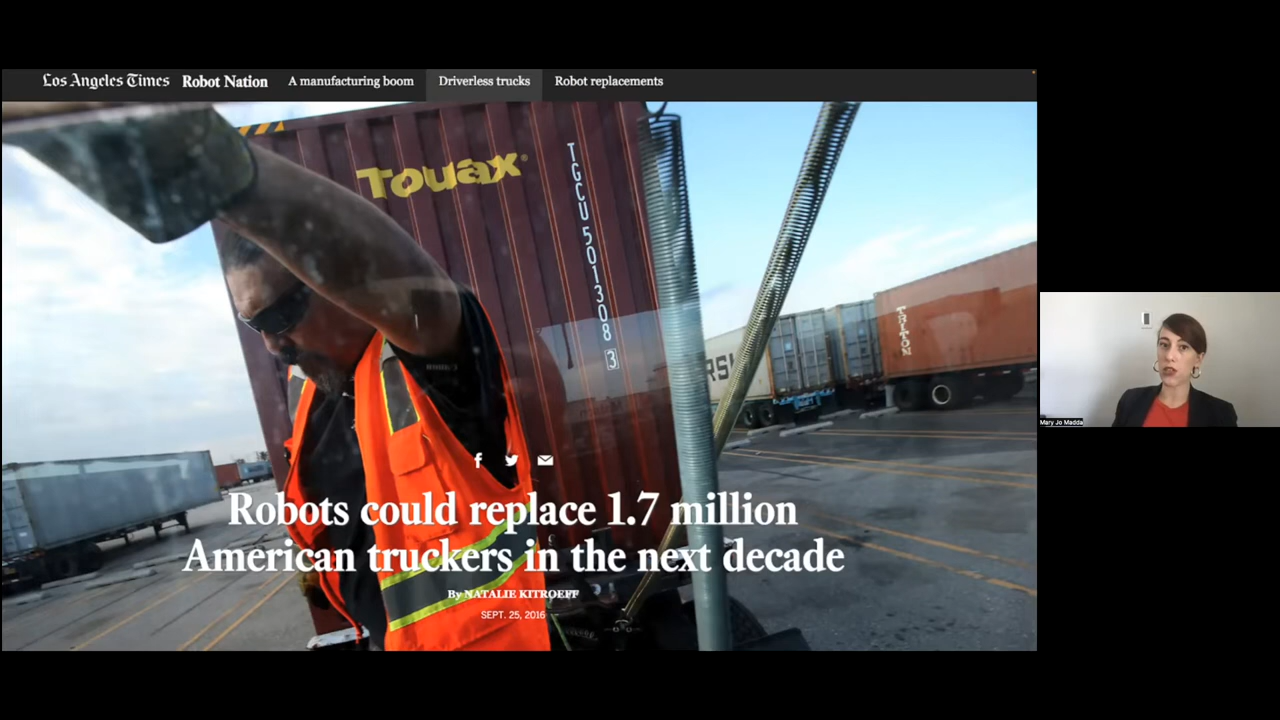 Los Angeles Times Robot Nation A manufacturing boom Driverless trucks Robot replacements
Touax
TGCU 501308 3
TRITON
RSK
Robots could replace 1.7 million
American truckers in the next decade
By NATALIE KITROEFF
SEPT. 25, 2016
Mary Jo Madda